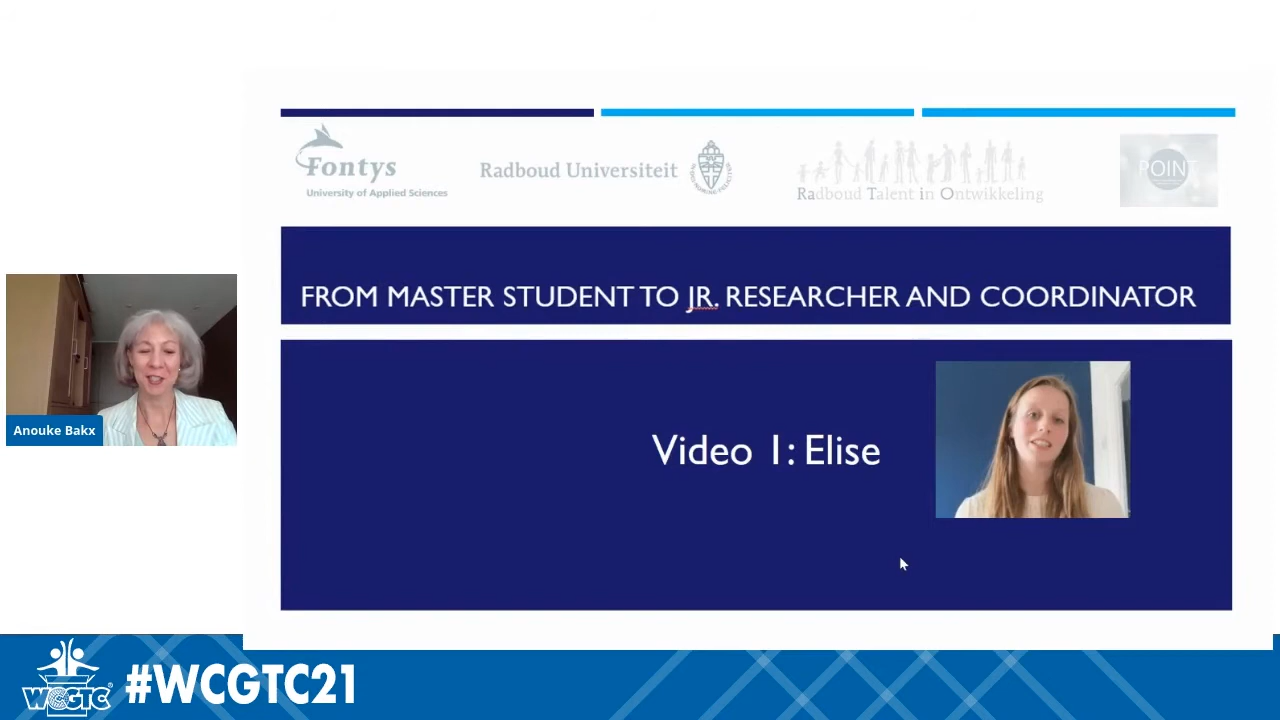 Fontys
University of Applied Sciences
Radboud Universiteit
Radboud Talent in Ontwikkeling
POINT
FROM MASTER STUDENT TO JR. RESEARCHER AND COORDINATOR
Video 1: Elise
Anouke Bakx
WCGTC
#WCGTC21